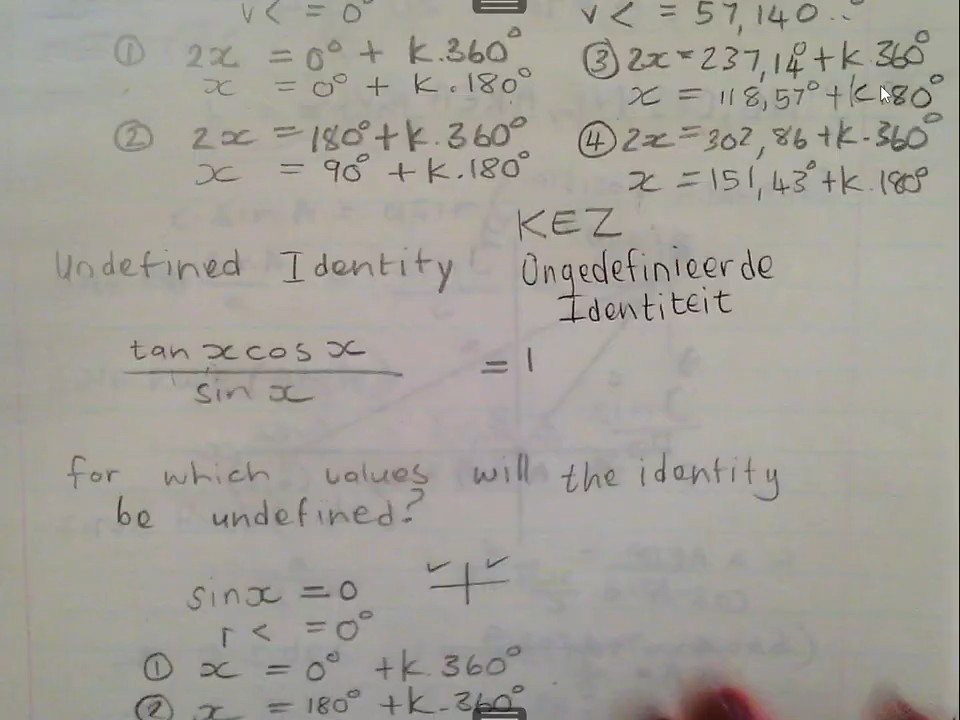 v< = 0°
① 2x = 0° + k.360°
x = 0° + k.180°
② 2x = 180° + k.360°
x = 90° + k.180°
v< = 57,140..
③ 2x = 237,14° + k.360°
x = 118,57° + k.180°
④ 2x = 302,86 + k.360°
x = 151,43° + k.180°
KEZ
Undefined Identity
Ongedefinieerde
Identiteit
tan x cos x
sin x
= 1
for which values will the identity
be undefined?
sinx = 0
r < = 0°
① x = 0° + k.360°
② x = 180° + k.360°